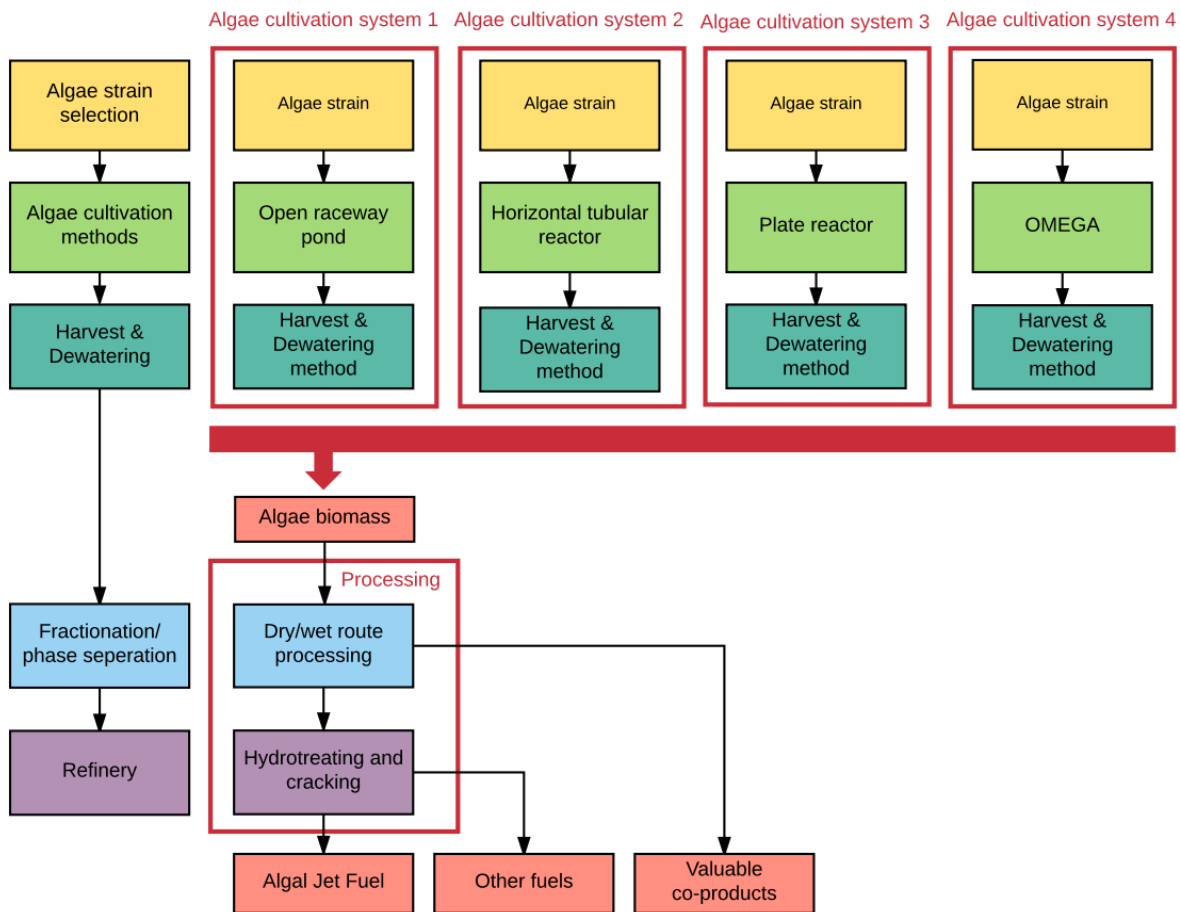 Algae cultivation system 1
Algae cultivation system 2
Algae cultivation system 3
Algae cultivation system 4
Algae strain
selection
Algae strain
Algae strain
Algae strain
Algae strain
Algae cultivation
methods
Open raceway
pond
Horizontal tubular
reactor
Plate reactor
OMEGA
Harvest &
Dewatering
Harvest &
Dewatering
method
Harvest &
Dewatering
method
Harvest &
Dewatering
method
Harvest &
Dewatering
method
Algae biomass
Processing
Fractionation/
phase seperation
Dry/wet route
processing
Refinery
Hydrotreating and
cracking
Algal Jet Fuel
Other fuels
Valuable
co-products